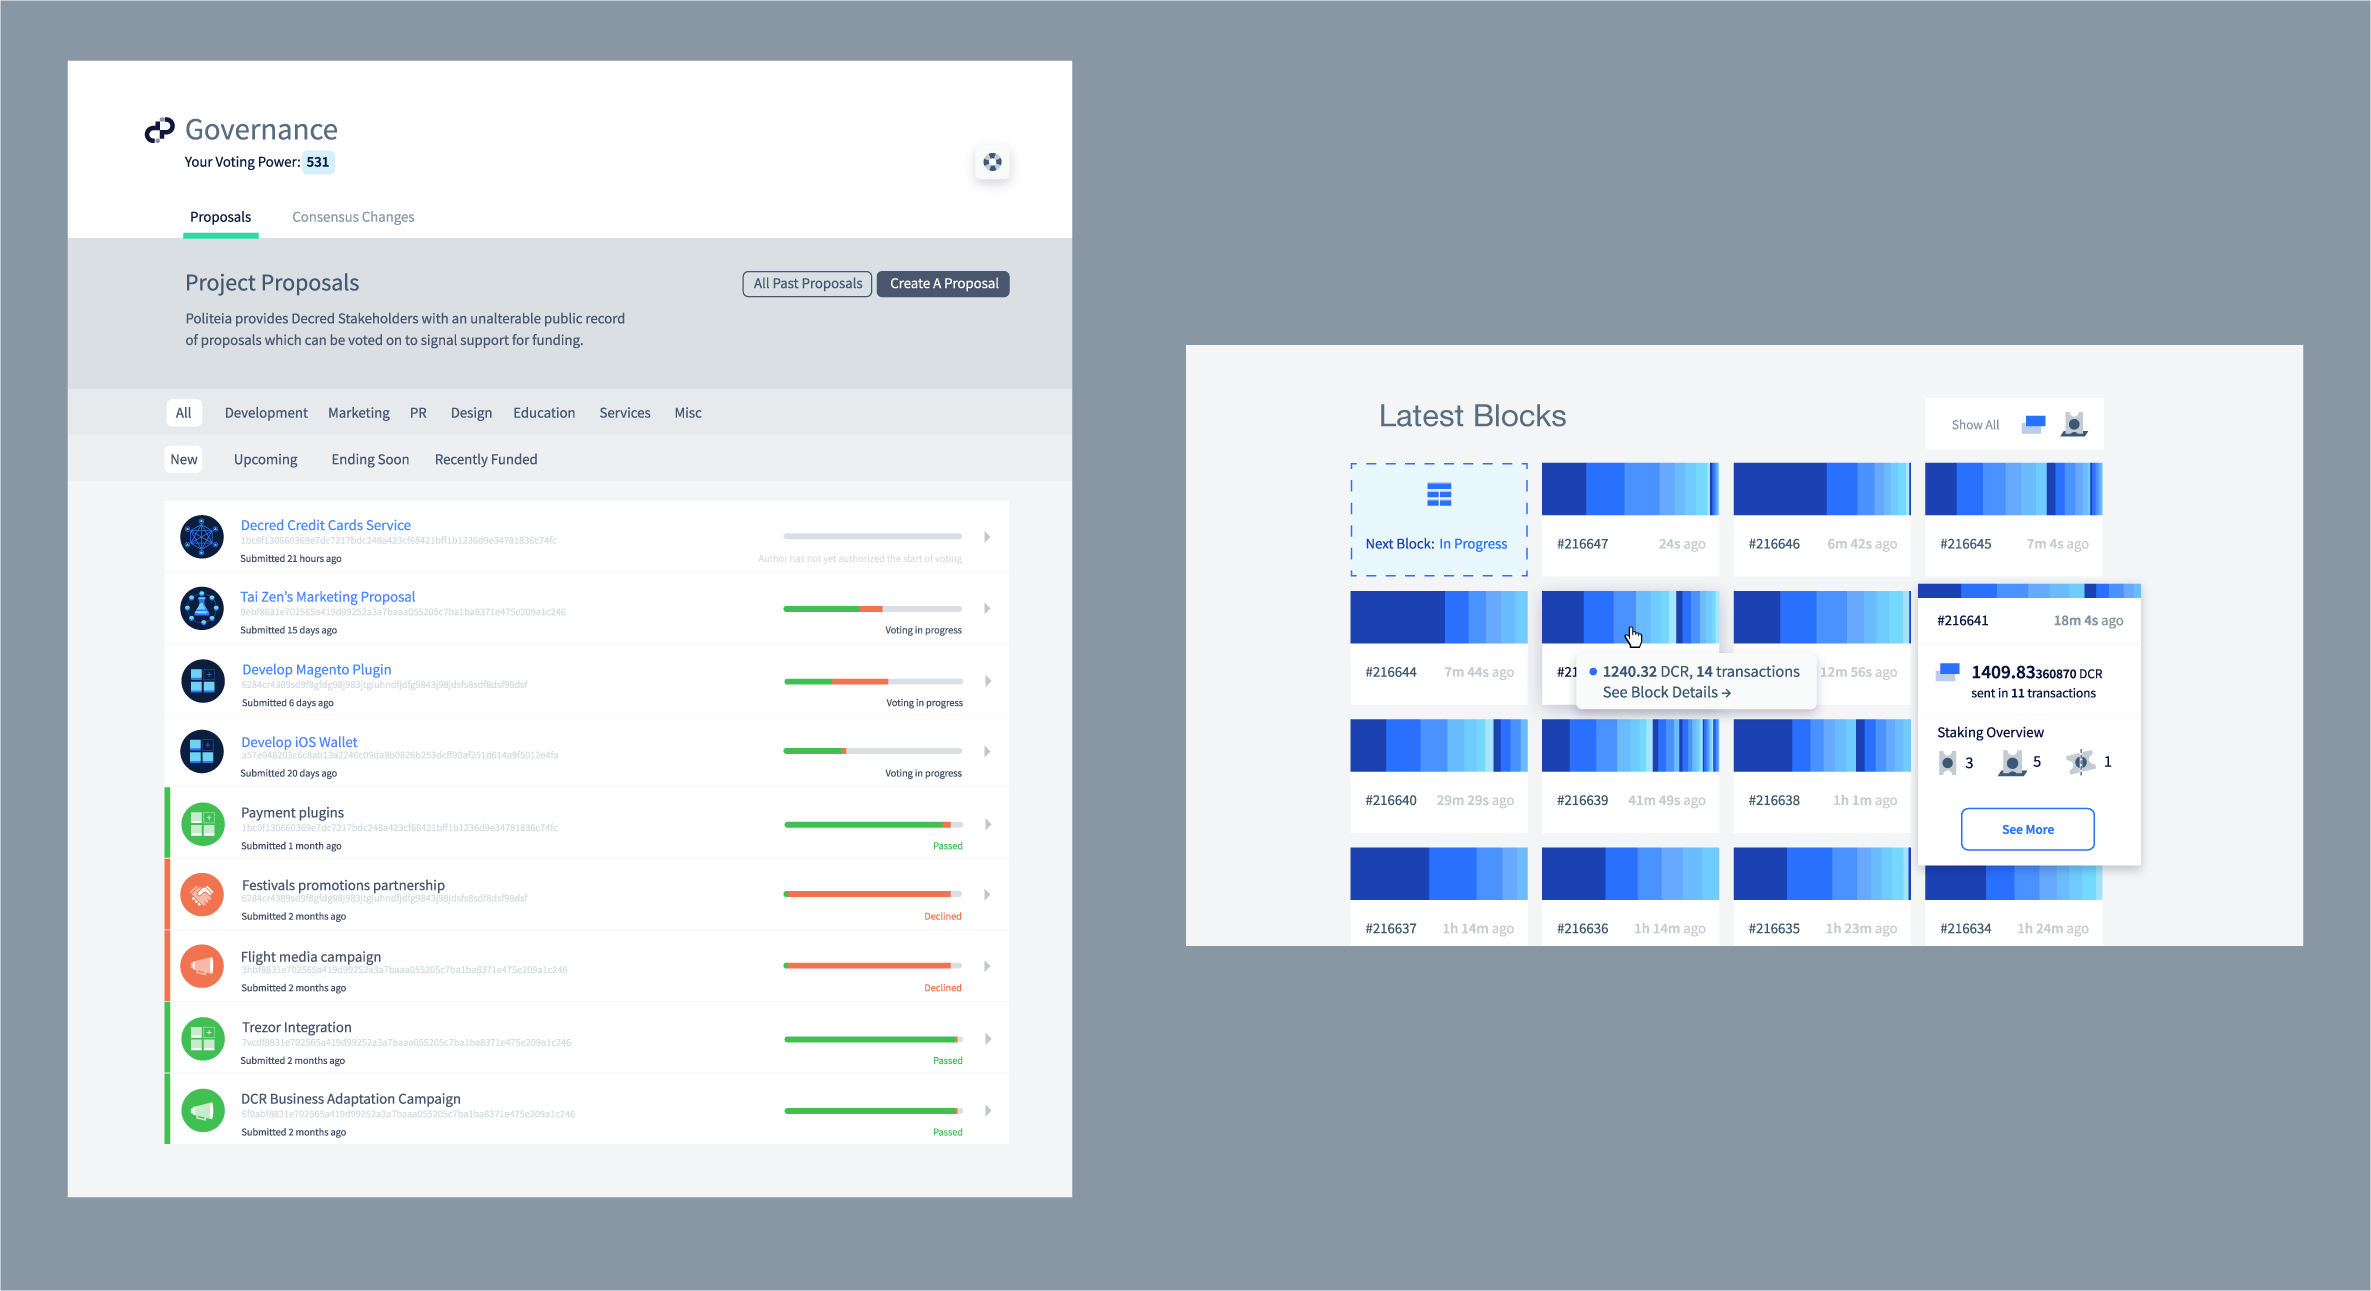 Governance
Your Voting Power: 531
Proposals
Consensus Changes
Project Proposals
All Past Proposals
Create A Proposal
Politeia provides Decred Stakeholders with an unalterable public record
of proposals which can be voted on to signal support for funding.
All Development Marketing PR Design Education Services Misc
New Upcoming Ending Soon Recently Funded
Decred Credit Cards Service
1bc0f130660369e7dc7217bdc248a423cf68421bff1b1236d9e34781836c74fc
Submitted 21 hours ago
Author has not yet authorized the start of voting
Tai Zen's Marketing Proposal
9ebf8831e702565a419d99252a3a7baaa055205c7ba1ba8371e475e209a1c246
Submitted 15 days ago
Voting in progress
Develop Magento Plugin
6284cr4389sd9f8gfdg98j983jtgiuhndfjdfg9843j98jdsfs8sdf8dsf98dsf
Submitted 6 days ago
Voting in progress
Develop iOS Wallet
a57e948203c6c8ab13a2246c09da9b0826b253dcff90af251d614a9f5013e4fa
Submitted 20 days ago
Voting in progress
Payment plugins
1bc0f130660369e7dc7217bdc248a423cf68421bff1b1236d9e34781836c74fc
Submitted 1 month ago
Passed
Festivals promotions partnership
6284cr4389sd9f8gfdg98j983jtgiuhndfjdfg9843j98jdsfs8sdf8dsf98dsf
Submitted 2 months ago
Declined
Flight media campaign
3hbf8831e702565a419d99252a3a7baaa055205c7ba1ba8371e475e209a1c246
Submitted 2 months ago
Declined
Trezor Integration
7vcdf8831e702565a419d99252a3a7baaa055205c7ba1ba8371e475e209a1c246
Submitted 2 months ago
Passed
DCR Business Adaptation Campaign
6f0abf8831e702565a419d99252a3a7baaa055205c7ba1ba8371e475e209a1c246
Submitted 2 months ago
Passed
Latest Blocks
Show All
Next Block: In Progress
#216647 24s ago
#216646 6m 42s ago
#216645 7m 4s ago
#216644 7m 44s ago
#21
12m 56s ago
1240.32 DCR, 14 transactions
See Block Details →
#216641 18m 4s ago
1409.83360870 DCR
sent in 11 transactions
Staking Overview
3 5 1
See More
#216640 29m 29s ago
#216639 41m 49s ago
#216638 1h 1m ago
#216637 1h 14m ago
#216636 1h 14m ago
#216635 1h 23m ago
#216634 1h 24m ago